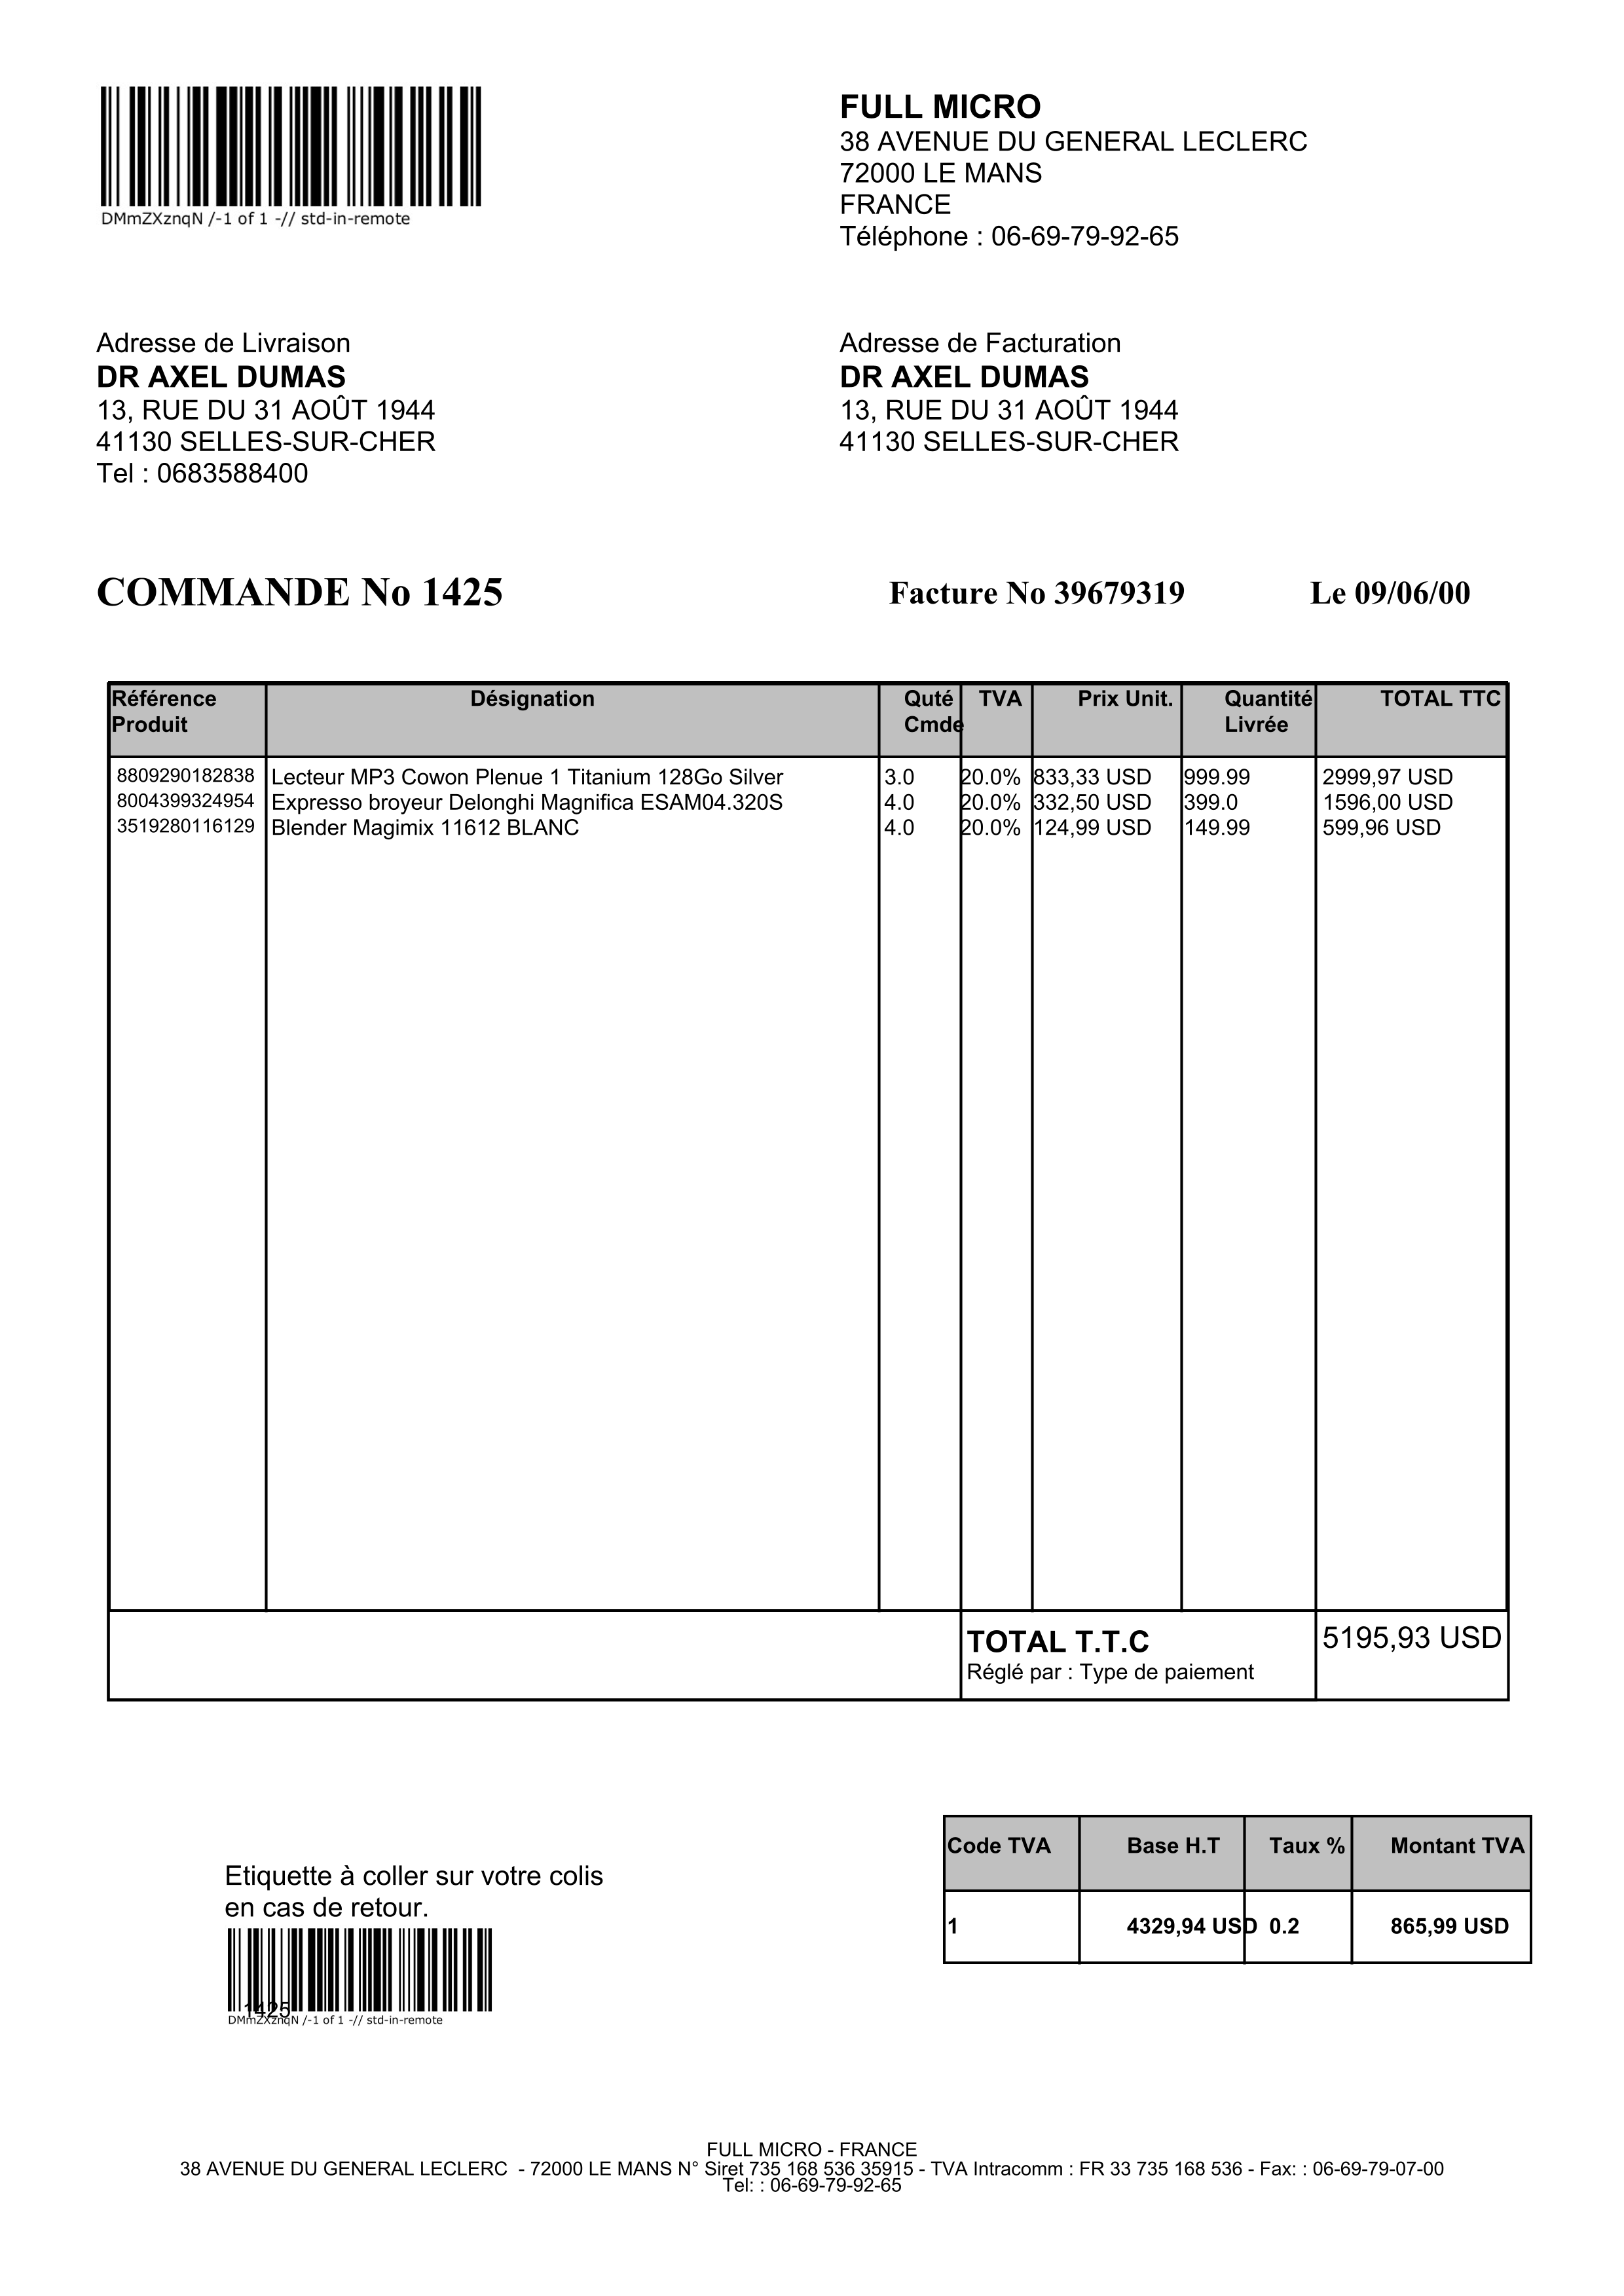 DMmZXznqN /-1 of 1 -// std-in-remote
FULL MICRO
38 AVENUE DU GENERAL LECLERC
72000 LE MANS
FRANCE
Téléphone : 06-69-79-92-65
Adresse de Livraison
DR AXEL DUMAS
13, RUE DU 31 AOÛT 1944
41130 SELLES-SUR-CHER
Tel : 0683588400
Adresse de Facturation
DR AXEL DUMAS
13, RUE DU 31 AOÛT 1944
41130 SELLES-SUR-CHER
COMMANDE No 1425 Facture No 39679319 Le 09/06/00
Référence Désignation Quté TVA Prix Unit. Quantité TOTAL TTC
Produit Cmde Livrée
8809290182838 Lecteur MP3 Cowon Plenue 1 Titanium 128Go Silver 3.0 20.0% 833,33 USD 999.99 2999,97 USD
8004399324954 Expresso broyeur Delonghi Magnifica ESAM04.320S 4.0 20.0% 332,50 USD 399.0 1596,00 USD
3519280116129 Blender Magimix 11612 BLANC 4.0 20.0% 124,99 USD 149.99 599,96 USD
TOTAL T.T.C 5195,93 USD
Réglé par : Type de paiement
Code TVA Base H.T Taux % Montant TVA
1 4329,94 USD 0.2 865,99 USD
Etiquette à coller sur votre colis
en cas de retour.
1425
DMmZXznqN /-1 of 1 -// std-in-remote
FULL MICRO - FRANCE
38 AVENUE DU GENERAL LECLERC - 72000 LE MANS N° Siret 735 168 536 35915 - TVA Intracomm : FR 33 735 168 536 - Fax: : 06-69-79-07-00
Tel: : 06-69-79-92-65